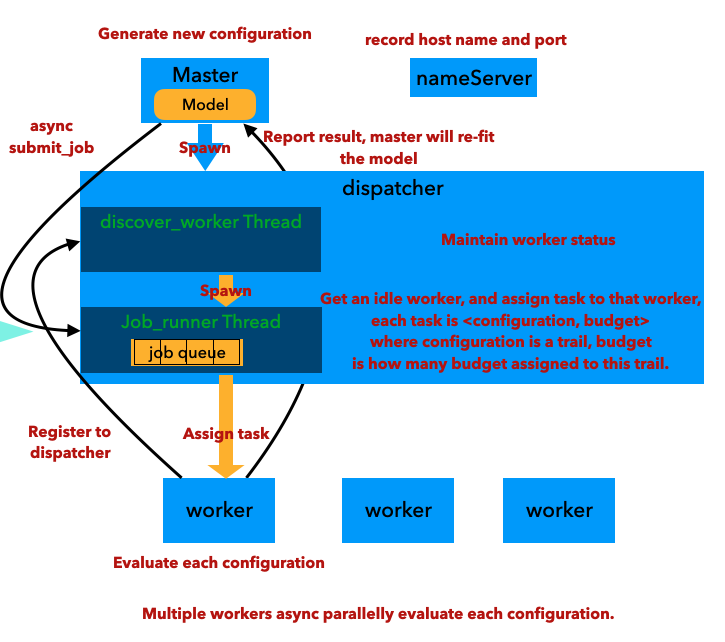 Generate new configuration
record host name and port
Master
Model
nameServer
async
submit_job
Spawn
Report result, master will re-fit
the model
dispatcher
discover_worker Thread
Maintain worker status
Spawn
Get an idle worker, and assign task to that worker,
each task is <configuration, budget>
where configuration is a trail, budget
is how many budget assigned to this trail.
Job_runner Thread
job queue
Register to
dispatcher
Assign task
worker
worker
worker
Evaluate each configuration
Multiple workers async parallely evaluate each configuration.